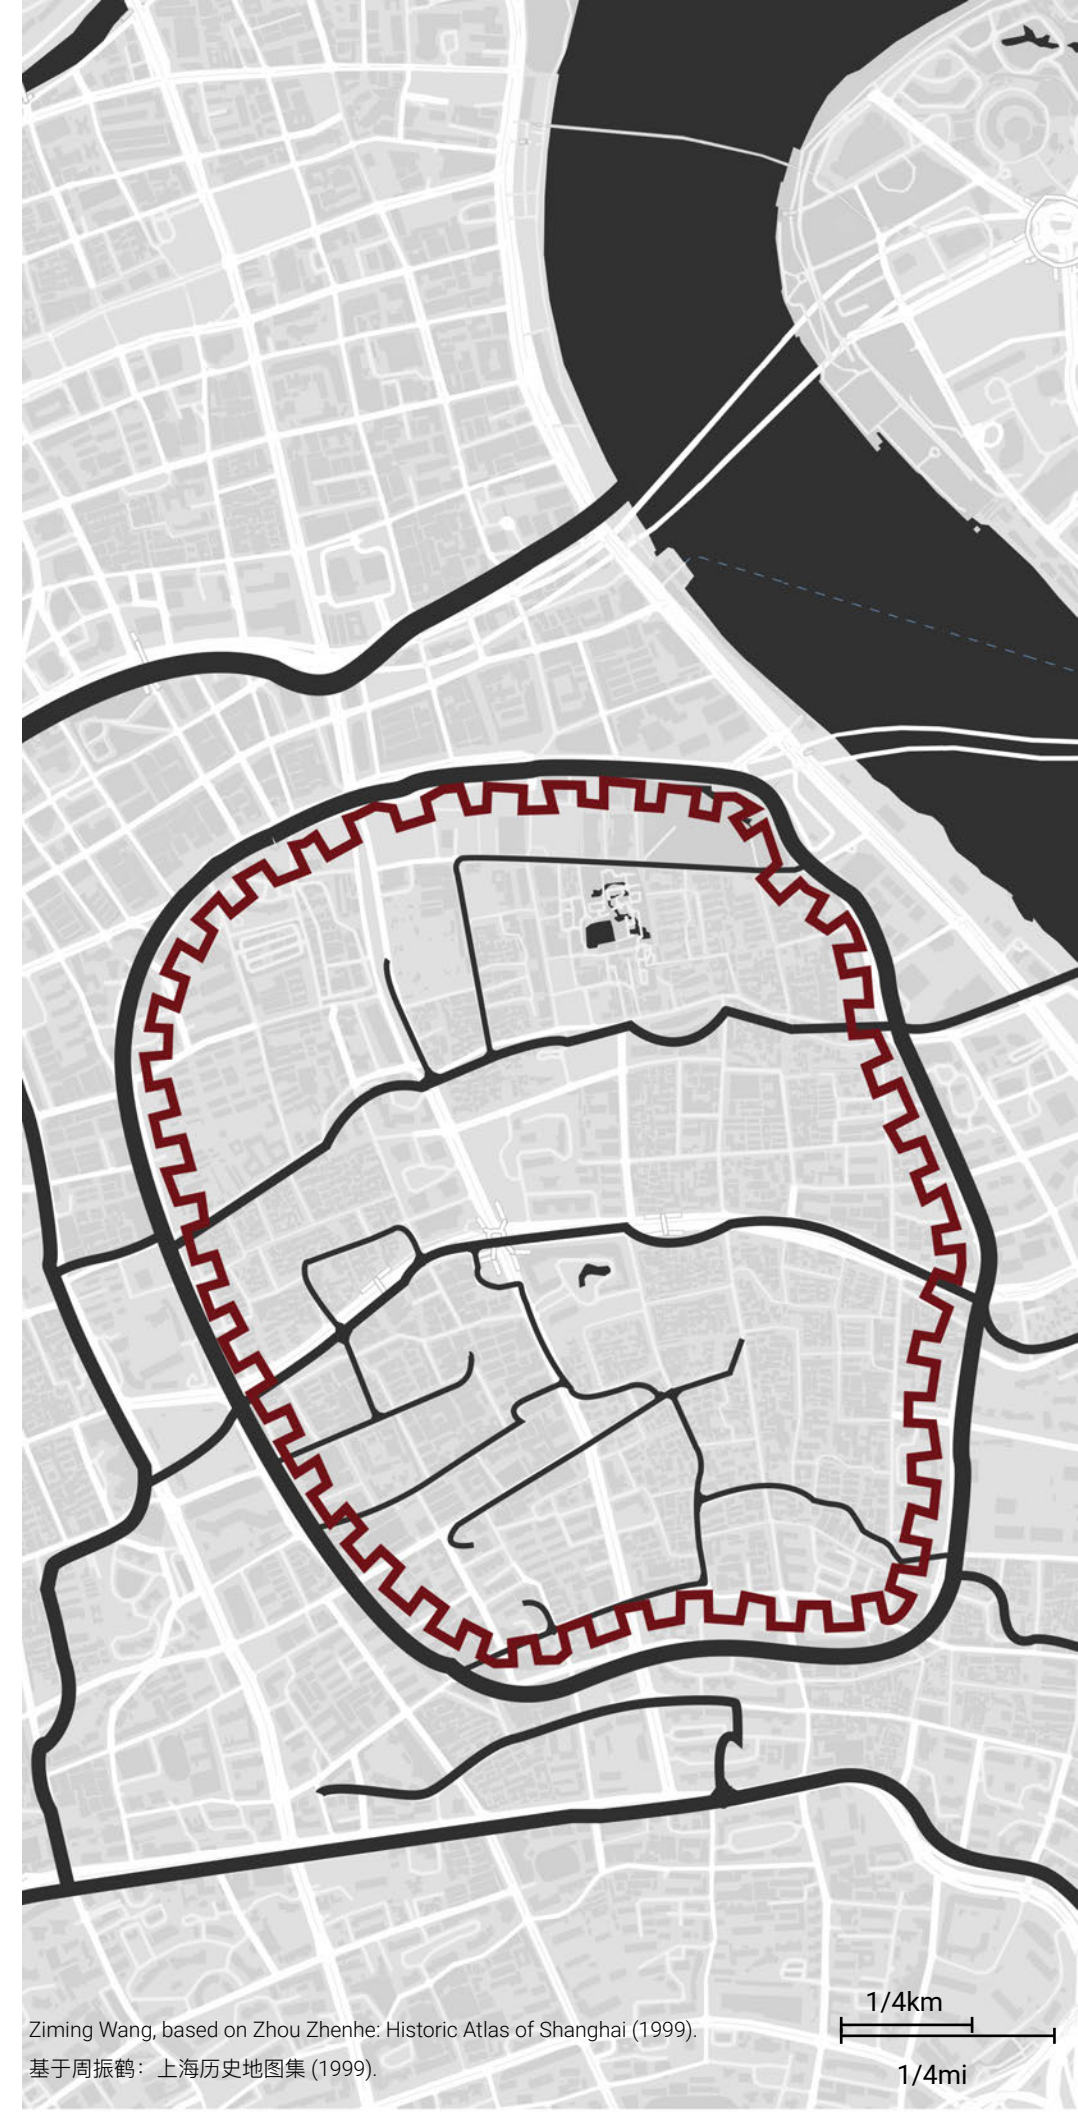 1/4km
Ziming Wang, based on Zhou Zhenhe: Historic Atlas of Shanghai (1999).
基于周振鹤：上海历史地图集 (1999).
1/4mi